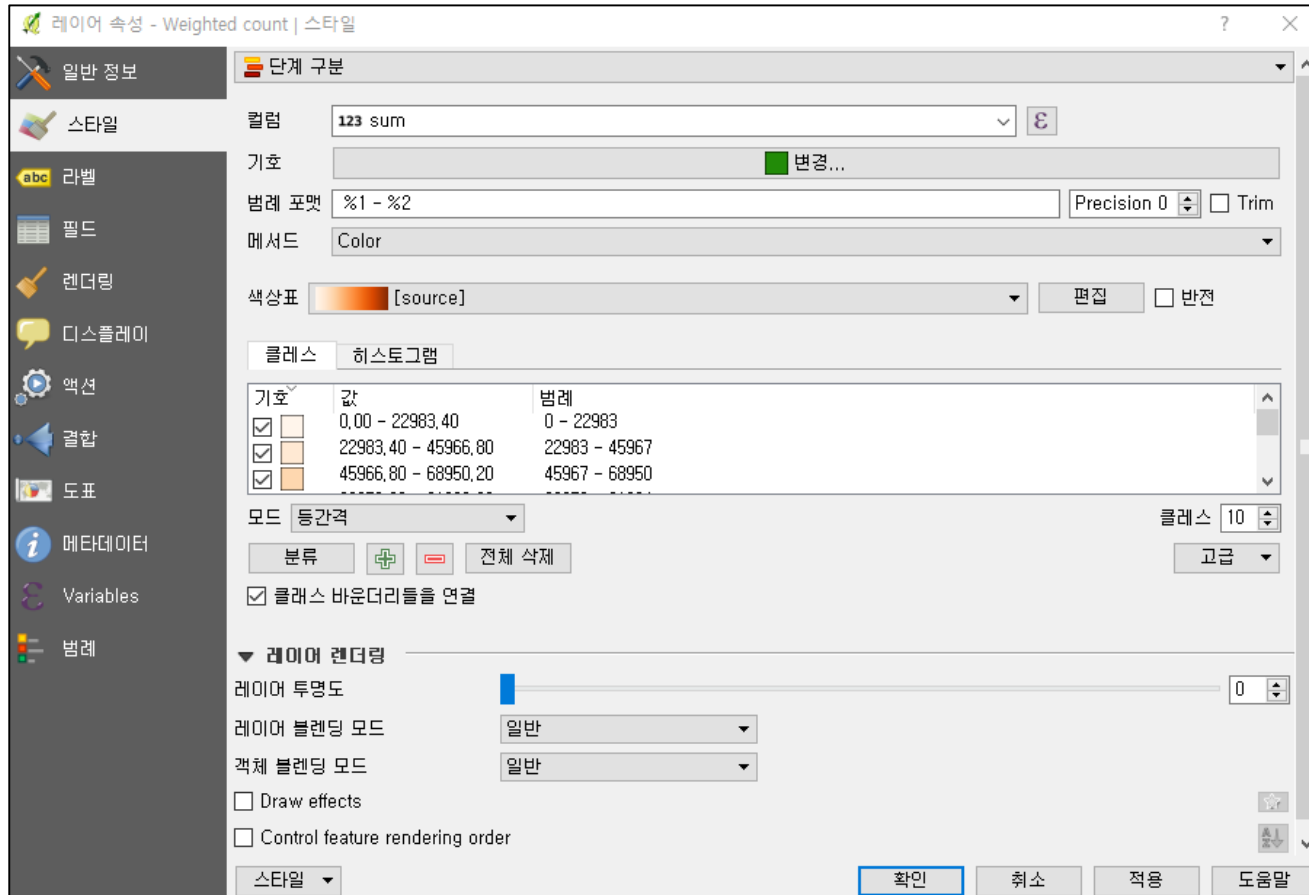 레이어 속성 - Weighted count | 스타일
일반 정보
스타일
abc 라벨
필드
렌더링
디스플레이
액션
결합
도표
메타데이터
Variables
범례
단계 구분
컬럼 123 sum ε
기호 변경...
범례 포맷 %1 - %2 Precision 0 Trim
메서드 Color
색상표 [source] 편집 반전
클레스 히스토그램
기호 값 범례
0,00 - 22983,40 0 - 22983
22983,40 - 45966,80 22983 - 45967
45966,80 - 68950,20 45967 - 68950
모드 등간격 클레스 10
분류 전체 삭제 고급
클래스 바운더리들을 연결
레이어 렌더링
레이어 투명도 0
레이어 블렌딩 모드 일반
객체 블렌딩 모드 일반
Draw effects
Control feature rendering order
스타일 확인 취소 적용 도움말